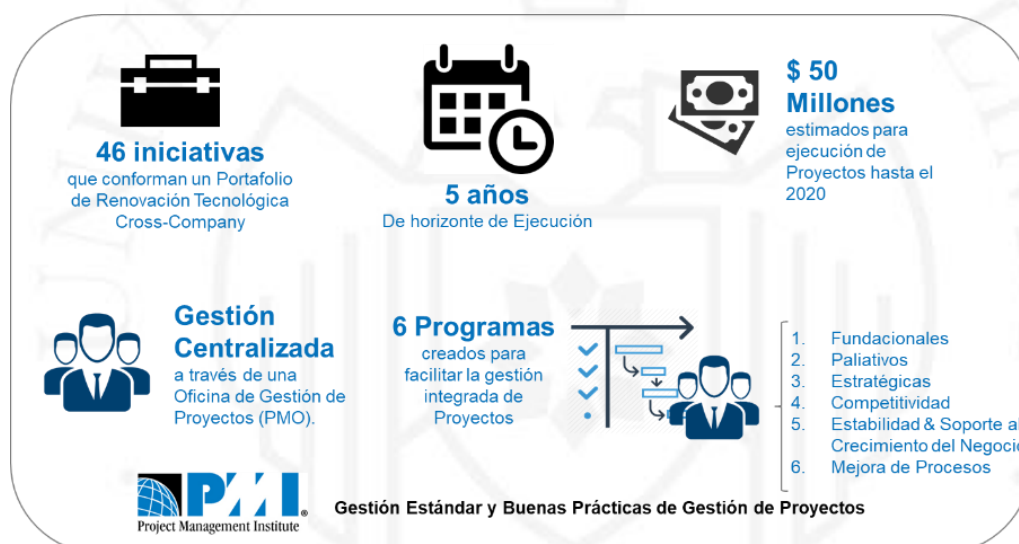 46 iniciativas
que conforman un Portafolio
de Renovación Tecnológica
Cross-Company
5 años
De horizonte de Ejecución
$ 50
Millones
estimados para
ejecución de
Proyectos hasta el
2020
Gestión
Centralizada
a través de una
Oficina de Gestión de
Proyectos (PMO).
6 Programas
creados para
facilitar la gestión
integrada de
Proyectos
1. Fundacionales
2. Paliativos
3. Estratégicas
4. Competitividad
5. Estabilidad & Soporte al
Crecimiento del Negocio
6. Mejora de Procesos
PMI
Project Management Institute
Gestión Estándar y Buenas Prácticas de Gestión de Proyectos